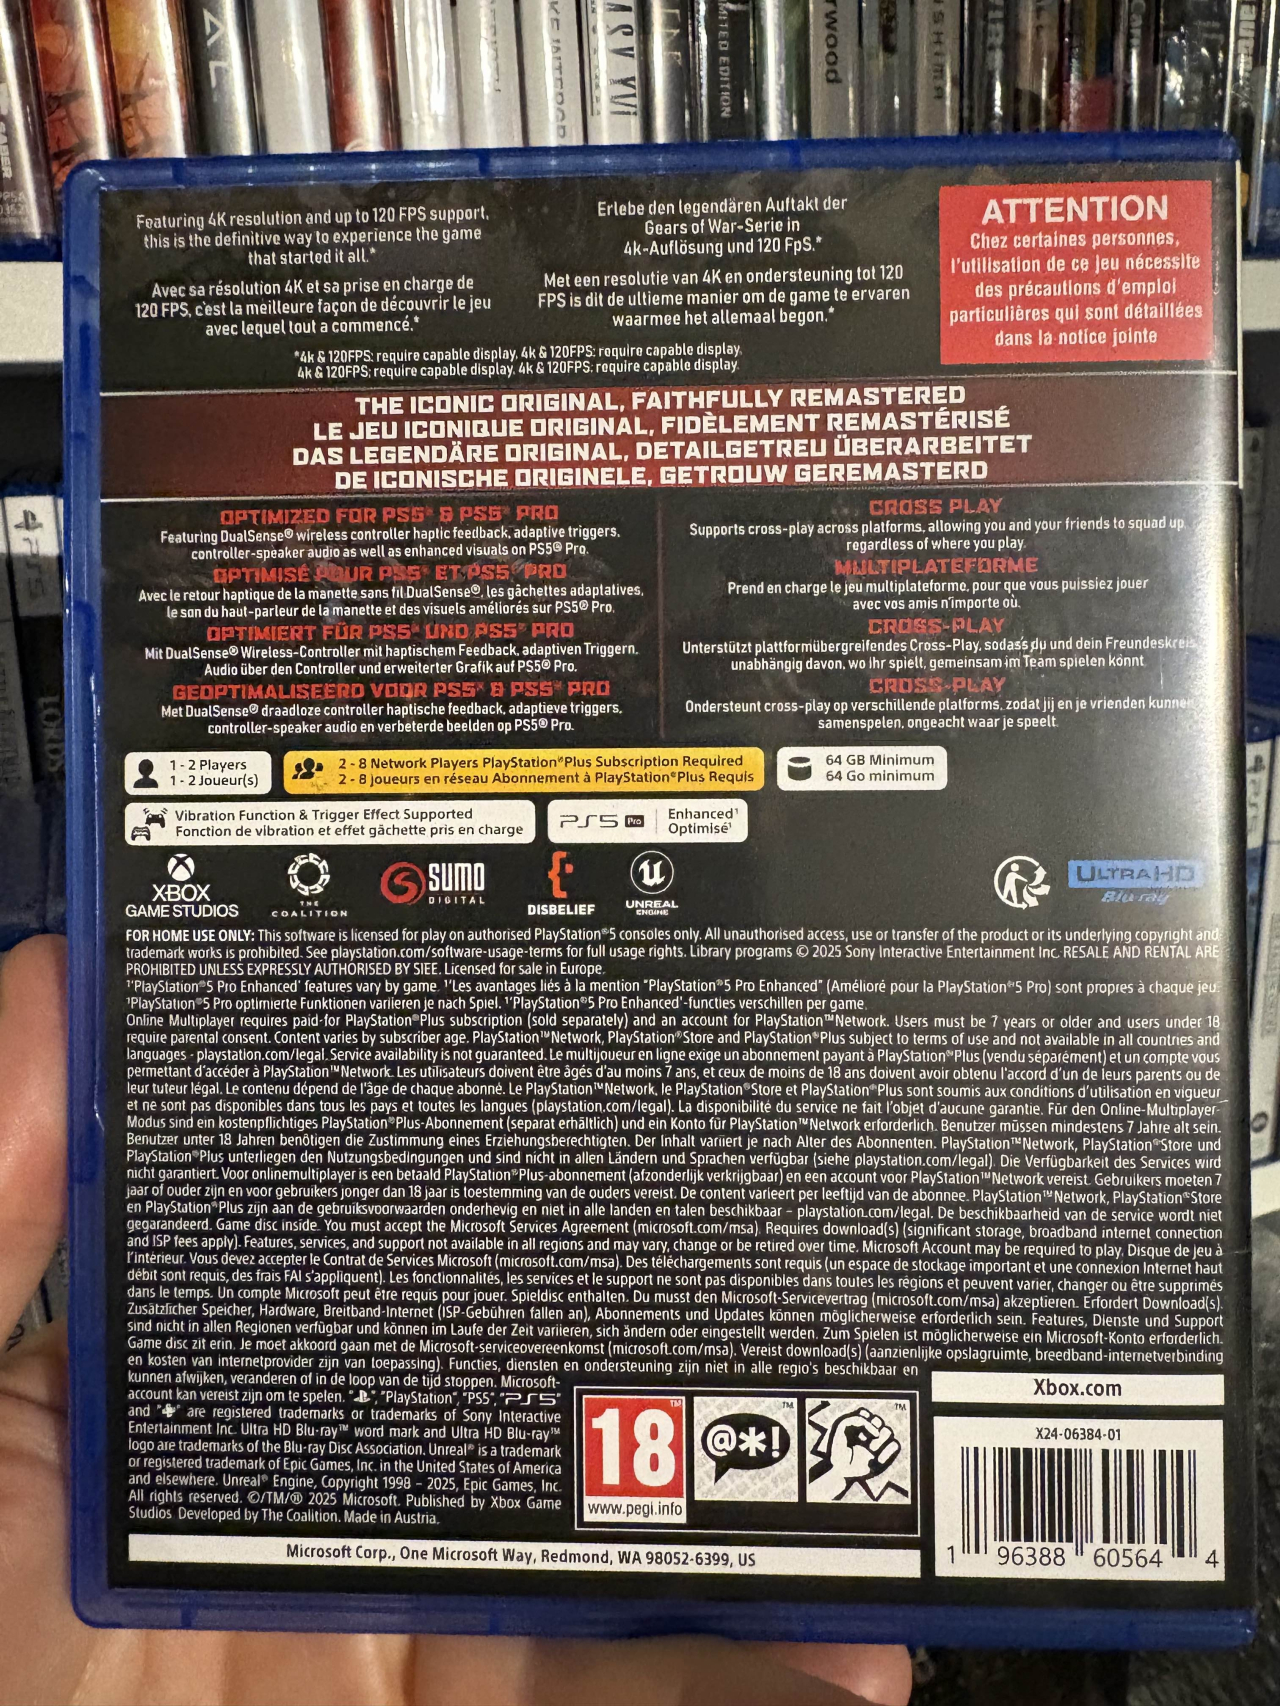 AL
ASY XVI
LIMITED EDITION
erwood
SHIMA
Featuring 4K resolution and up to 120 FPS support,
this is the definitive way to experience the game
that started it all.*
Avec sa résolution 4K et sa prise en charge de
120 FPS, c'est la meilleure façon de découvrir le jeu
avec lequel tout a commencé.*
Erlebe den legendären Auftakt der
Gears of War-Serie in
4k-Auflösung und 120 FpS.*
Met een resolutie van 4K en ondersteuning tot 120
FPS is dit de ultieme manier om de game te ervaren
waarmee het allemaal begon.*
*4k & 120FPS: require capable display. 4k & 120FPS: require capable display.
4k & 120FPS: require capable display. 4k & 120FPS: require capable display.
ATTENTION
Chez certaines personnes,
l'utilisation de ce jeu nécessite
des précautions d'emploi
particulières qui sont détaillées
dans la notice jointe
THE ICONIC ORIGINAL, FAITHFULLY REMASTERED
LE JEU ICONIQUE ORIGINAL, FIDÈLEMENT REMASTÉRISÉ
DAS LEGENDÄRE ORIGINAL, DETAILGETREU ÜBERARBEITET
DE ICONISCHE ORIGINELE, GETROUW GEREMASTERD
OPTIMIZED FOR PS5® & PS5® PRO
Featuring DualSense® wireless controller haptic feedback, adaptive triggers,
controller-speaker audio as well as enhanced visuals on PS5® Pro.
OPTIMISÉ POUR PS5® ET PS5® PRO
Avec le retour haptique de la manette sans fil DualSense®, les gâchettes adaptatives,
le son du haut-parleur de la manette et des visuels améliorés sur PS5® Pro.
OPTIMIERT FÜR PS5® UND PS5® PRO
Mit DualSense® Wireless-Controller mit haptischem Feedback, adaptiven Triggern,
Audio über den Controller und erweiterter Grafik auf PS5® Pro.
GEOPTIMALISEERD VOOR PS5® & PS5® PRO
Met DualSense® draadloze controller haptische feedback, adaptieve triggers,
controller-speaker audio en verbeterde beelden op PS5® Pro.
CROSS PLAY
Supports cross-play across platforms, allowing you and your friends to squad up
regardless of where you play.
MULTIPLATEFORME
Prend en charge le jeu multiplateforme, pour que vous puissiez jouer
avec vos amis n'importe où.
CROSS-PLAY
Unterstützt plattformübergreifendes Cross-Play, sodass du und dein Freundeskreis
unabhängig davon, wo ihr spielt, gemeinsam im Team spielen könnt
CROSS-PLAY
Ondersteunt cross-play op verschillende platforms, zodat jij en je vrienden kunnen
samenspelen, ongeacht waar je speelt.
1 - 2 Players
1 - 2 Joueur(s)
2 - 8 Network Players PlayStation®Plus Subscription Required
2 - 8 joueurs en réseau Abonnement à PlayStation®Plus Requis
64 GB Minimum
64 Go minimum
Vibration Function & Trigger Effect Supported
Fonction de vibration et effet gâchette pris en charge
PS5 Pro
Enhanced¹
Optimisé¹
XBOX
GAME STUDIOS
THE
COALITION
SUMO
DIGITAL
DISBELIEF
UNREAL
ENGINE
ULTRA HD
Blu-ray
FOR HOME USE ONLY: This software is licensed for play on authorised PlayStation®5 consoles only. All unauthorised access, use or transfer of the product or its underlying copyright and
trademark works is prohibited. See playstation.com/software-usage-terms for full usage rights. Library programs © 2025 Sony Interactive Entertainment Inc. RESALE AND RENTAL ARE
PROHIBITED UNLESS EXPRESSLY AUTHORISED BY SIEE. Licensed for sale in Europe.
¹'PlayStation®5 Pro Enhanced' features vary by game. ¹'Les avantages liés à la mention "PlayStation®5 Pro Enhanced" (Amélioré pour la PlayStation®5 Pro) sont propres à chaque jeu.
¹PlayStation®5 Pro optimierte Funktionen variieren je nach Spiel. ¹'PlayStation®5 Pro Enhanced'-functies verschillen per game.
Online Multiplayer requires paid-for PlayStation®Plus subscription (sold separately) and an account for PlayStation™Network. Users must be 7 years or older and users under 18
require parental consent. Content varies by subscriber age. PlayStation™Network, PlayStation®Store and PlayStation®Plus subject to terms of use and not available in all countries and
languages - playstation.com/legal. Service availability is not guaranteed. Le multijoueur en ligne exige un abonnement payant à PlayStation®Plus (vendu séparément) et un compte vous
permettant d'accéder à PlayStation™Network. Les utilisateurs doivent être âgés d'au moins 7 ans, et ceux de moins de 18 ans doivent avoir obtenu l'accord d'un de leurs parents ou de
leur tuteur légal. Le contenu dépend de l'âge de chaque abonné. Le PlayStation™Network, le PlayStation®Store et PlayStation®Plus sont soumis aux conditions d'utilisation en vigueur
et ne sont pas disponibles dans tous les pays et toutes les langues (playstation.com/legal). La disponibilité du service ne fait l'objet d'aucune garantie. Für den Online-Multiplayer-
Modus sind ein kostenpflichtiges PlayStation®Plus-Abonnement (separat erhältlich) und ein Konto für PlayStation™Network erforderlich. Benutzer müssen mindestens 7 Jahre alt sein.
Benutzer unter 18 Jahren benötigen die Zustimmung eines Erziehungsberechtigten. Der Inhalt variiert je nach Alter des Abonnenten. PlayStation™Network, PlayStation®Store und
PlayStation®Plus unterliegen den Nutzungsbedingungen und sind nicht in allen Ländern und Sprachen verfügbar (siehe playstation.com/legal). Die Verfügbarkeit des Services wird
nicht garantiert. Voor onlinemultiplayer is een betaald PlayStation®Plus-abonnement (afzonderlijk verkrijgbaar) en een account voor PlayStation™Network vereist. Gebruikers moeten 7
jaar of ouder zijn en voor gebruikers jonger dan 18 jaar is toestemming van de ouders vereist. De content varieert per leeftijd van de abonnee. PlayStation™Network, PlayStation®Store
en PlayStation®Plus zijn aan de gebruiksvoorwaarden onderhevig en niet in alle landen en talen beschikbaar – playstation.com/legal. De beschikbaarheid van de service wordt niet
gegarandeerd. Game disc inside. You must accept the Microsoft Services Agreement (microsoft.com/msa). Requires download(s) (significant storage, broadband internet connection
and ISP fees apply). Features, services, and support not available in all regions and may vary, change or be retired over time. Microsoft Account may be required to play. Disque de jeu à
l'intérieur. Vous devez accepter le Contrat de Services Microsoft (microsoft.com/msa). Des téléchargements sont requis (un espace de stockage important et une connexion Internet haut
débit sont requis, des frais FAI s'appliquent). Les fonctionnalités, les services et le support ne sont pas disponibles dans toutes les régions et peuvent varier, changer ou être supprimés
dans le temps. Un compte Microsoft peut être requis pour jouer. Spieldisc enthalten. Du musst den Microsoft-Servicevertrag (microsoft.com/msa) akzeptieren. Erfordert Download(s).
Zusätzlicher Speicher, Hardware, Breitband-Internet (ISP-Gebühren fallen an), Abonnements und Updates können möglicherweise erforderlich sein. Features, Dienste und Support
sind nicht in allen Regionen verfügbar und können im Laufe der Zeit variieren, sich ändern oder eingestellt werden. Zum Spielen ist möglicherweise ein Microsoft-Konto erforderlich.
Game disc zit erin. Je moet akkoord gaan met de Microsoft-serviceovereenkomst (microsoft.com/msa). Vereist download(s) (aanzienlijke opslagruimte, breedband-internetverbinding
en kosten van internetprovider zijn van toepassing). Functies, diensten en ondersteuning zijn niet in alle regio's beschikbaar en
kunnen afwijken, veranderen of in de loop van de tijd stoppen. Microsoft-
account kan vereist zijn om te spelen. " ", "PlayStation", "PS5", "PS5"
and " " are registered trademarks or trademarks of Sony Interactive
Entertainment Inc. Ultra HD Blu-ray™ word mark and Ultra HD Blu-ray™
logo are trademarks of the Blu-ray Disc Association. Unreal® is a trademark
or registered trademark of Epic Games, Inc. in the United States of America
and elsewhere. Unreal® Engine, Copyright 1998 – 2025, Epic Games, Inc.
All rights reserved. ©/TM/® 2025 Microsoft. Published by Xbox Game
Studios. Developed by The Coalition. Made in Austria.
18
www.pegi.info
@*!
Xbox.com
X24-06384-01
1 96388 60564 4
Microsoft Corp., One Microsoft Way, Redmond, WA 98052-6399, US